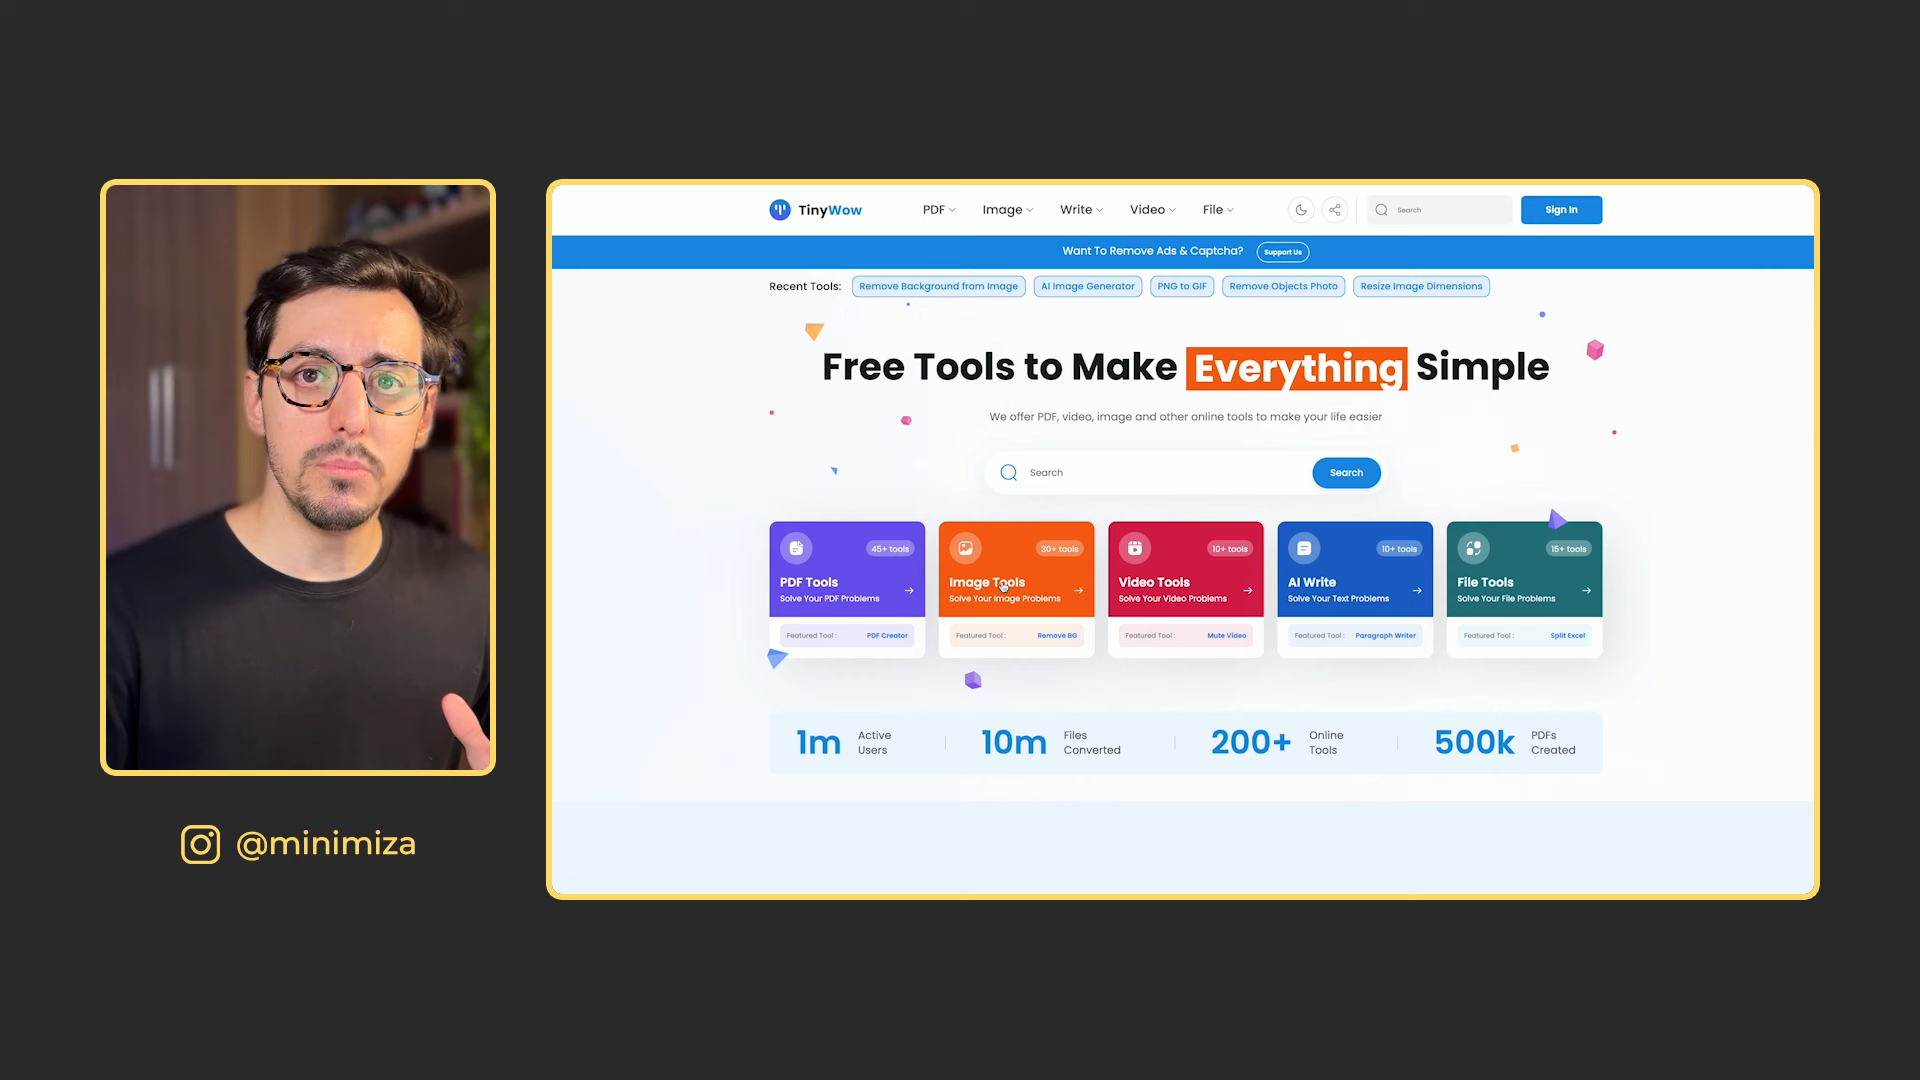 TinyWow
PDF
Image
Write
Video
File
Search
Sign In
Want To Remove Ads & Captcha?
Support Us
Recent Tools:
Remove Background from Image
AI Image Generator
PNG to GIF
Remove Objects Photo
Resize Image Dimensions
Free Tools to Make Everything Simple
We offer PDF, video, image and other online tools to make your life easier
Search
Search
45+ tools
PDF Tools
Solve Your PDF Problems
Featured Tool :
PDF Creator
30+ tools
Image Tools
Solve Your Image Problems
Featured Tool :
Remove BG
10+ tools
Video Tools
Solve Your Video Problems
Featured Tool :
Mute Video
10+ tools
AI Write
Solve Your Text Problems
Featured Tool :
Paragraph Writer
15+ tools
File Tools
Solve Your File Problems
Featured Tool :
Split Excel
1m
Active
Users
10m
Files
Converted
200+
Online
Tools
500k
PDFs
Created
@minimiza